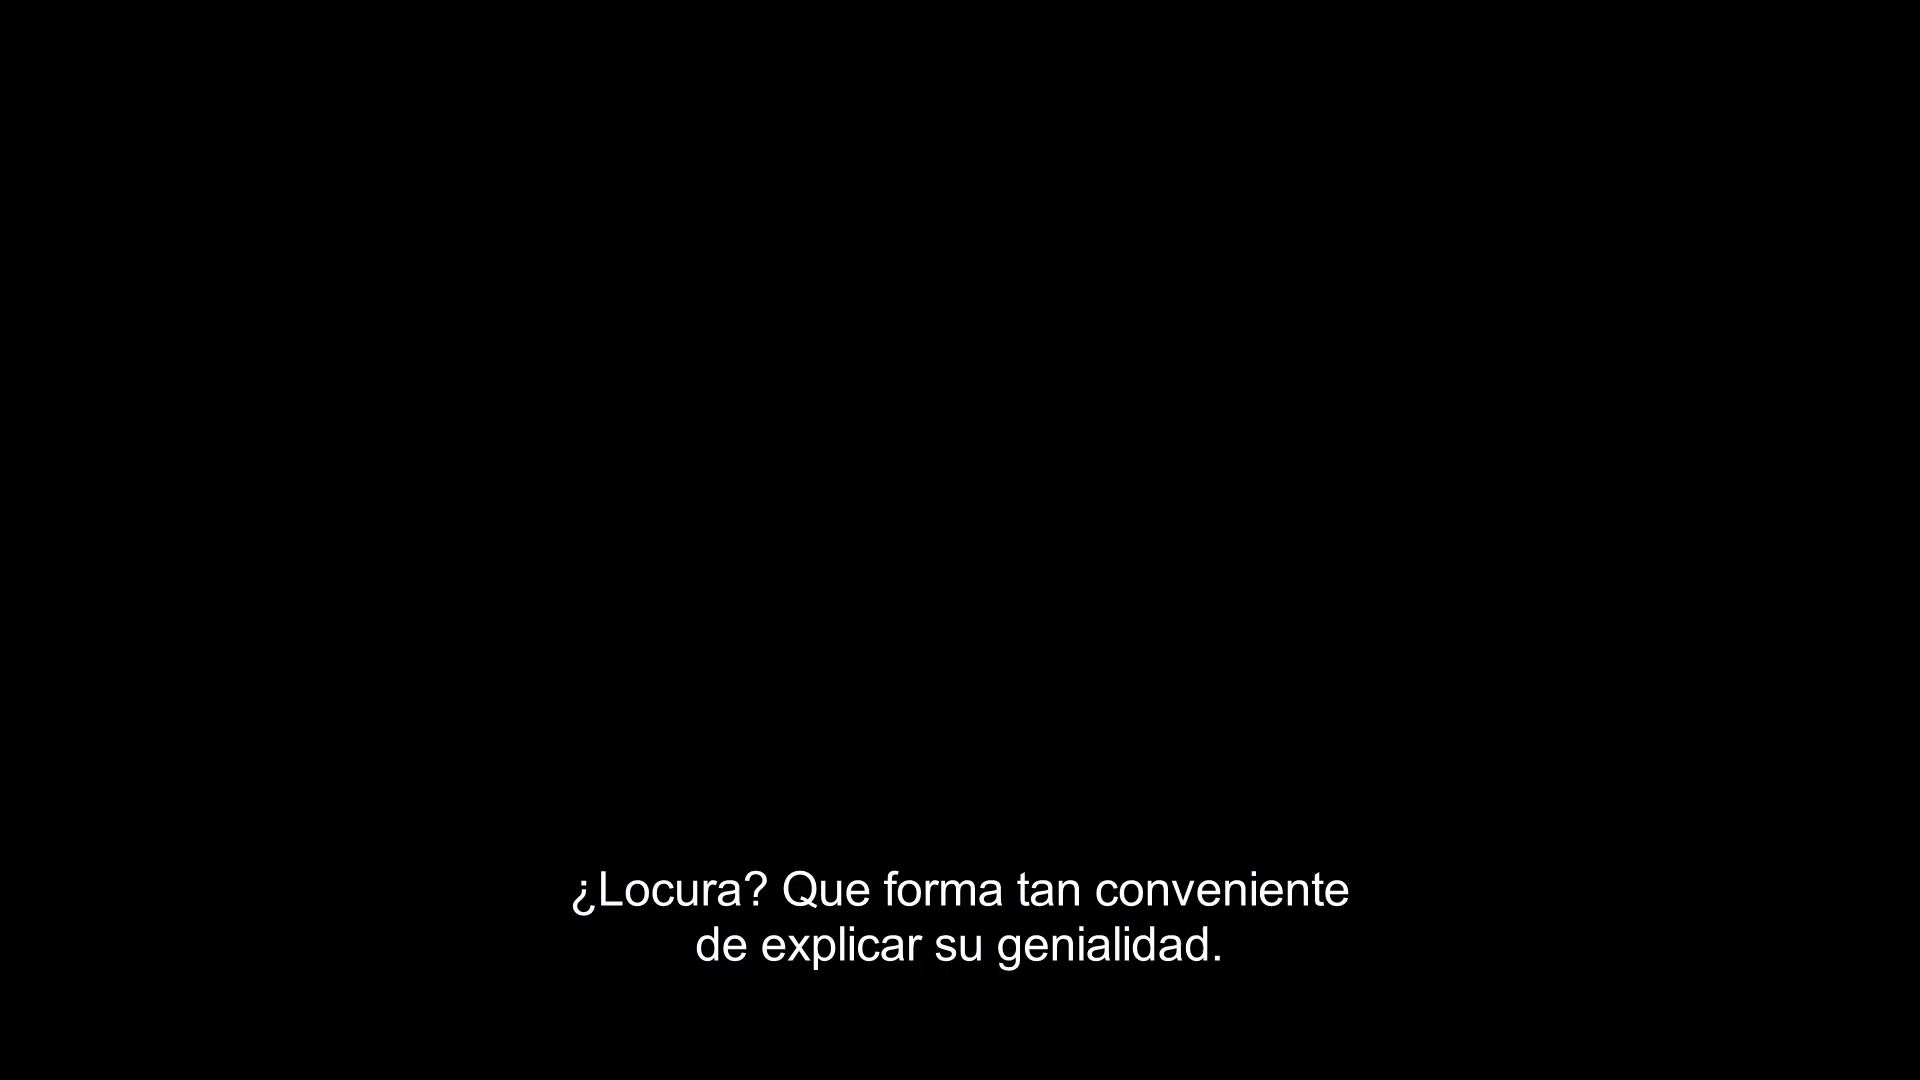 ¿Locura? Que forma tan conveniente
de explicar su genialidad.